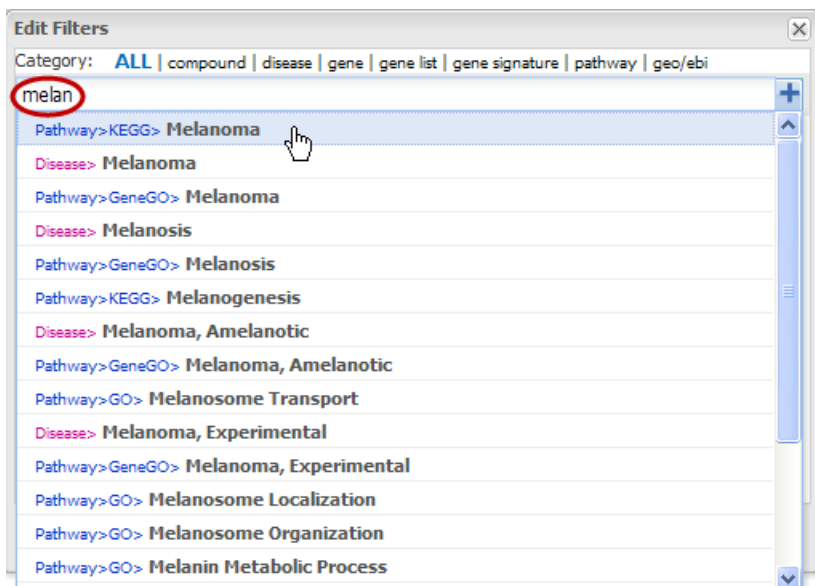 Edit Filters
Category: ALL | compound | disease | gene | gene list | gene signature | pathway | geo/ebi
melan
Pathway>KEGG> Melanoma
Disease> Melanoma
Pathway>GeneGO> Melanoma
Disease> Melanosis
Pathway>GeneGO> Melanosis
Pathway>KEGG> Melanogenesis
Disease> Melanoma, Amelanotic
Pathway>GeneGO> Melanoma, Amelanotic
Pathway>GO> Melanosome Transport
Disease> Melanoma, Experimental
Pathway>GeneGO> Melanoma, Experimental
Pathway>GO> Melanosome Localization
Pathway>GO> Melanosome Organization
Pathway>GO> Melanin Metabolic Process